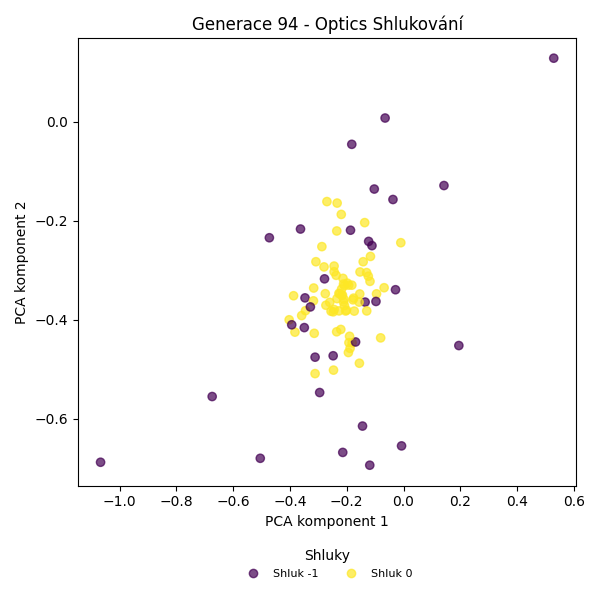 Generace 94 - Optics Shlukování
PCA komponent 2
0.0
−0.2
−0.4
−0.6
−1.0 −0.8 −0.6 −0.4 −0.2 0.0 0.2 0.4 0.6
PCA komponent 1
Shluky
Shluk -1 Shluk 0